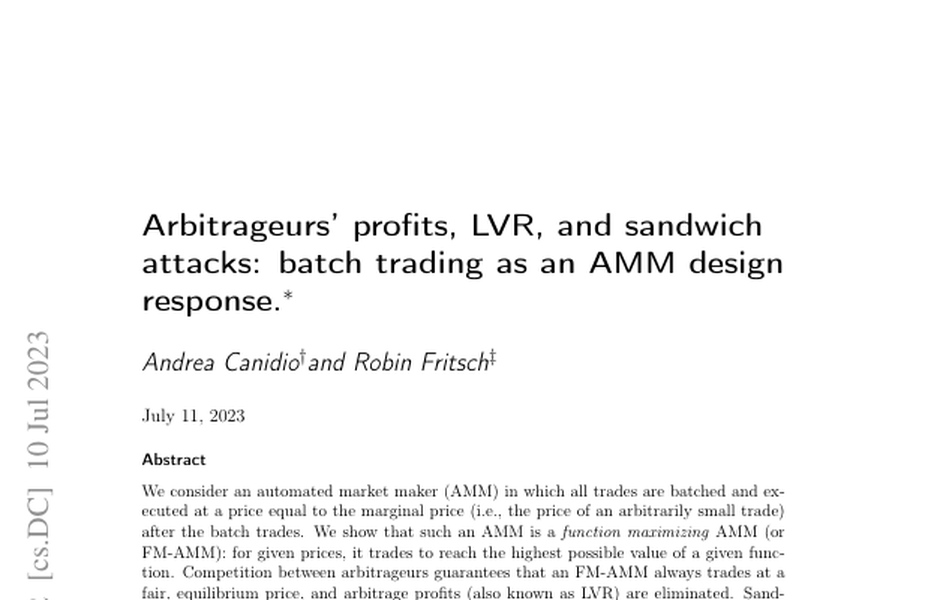 Arbitrageurs' profits, LVR, and sandwich
attacks: batch trading as an AMM design
response.*
Andrea Canidio†and Robin Fritsch‡
July 11, 2023
Abstract
We consider an automated market maker (AMM) in which all trades are batched and ex-
ecuted at a price equal to the marginal price (i.e., the price of an arbitrarily small trade)
after the batch trades. We show that such an AMM is a function maximizing AMM (or
FM-AMM): for given prices, it trades to reach the highest possible value of a given func-
tion. Competition between arbitrageurs guarantees that an FM-AMM always trades at a
fair, equilibrium price, and arbitrage profits (also known as LVR) are eliminated. Sand-
[cs.DC] 10 Jul 2023